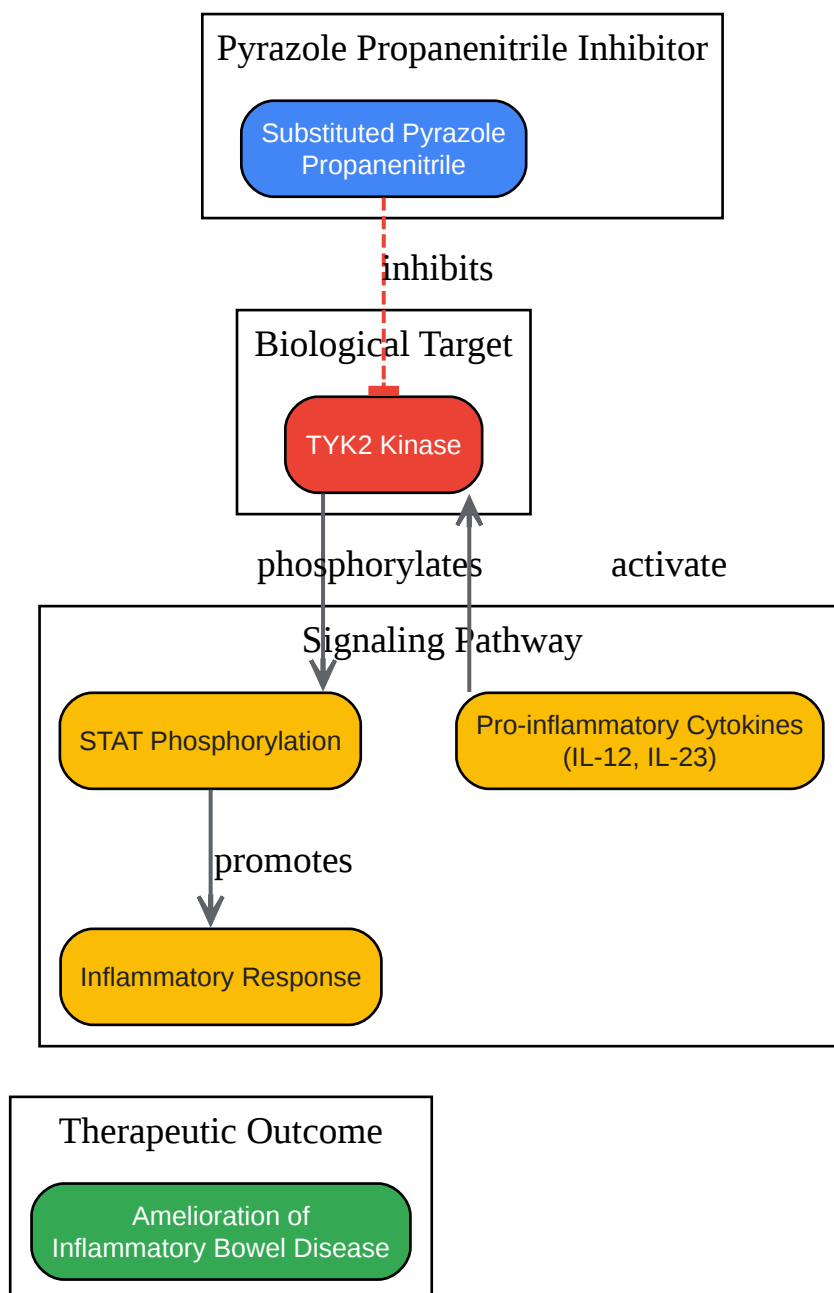 Pyrazole Propanenitrile Inhibitor
Substituted Pyrazole
Propanenitrile
inhibits
Biological Target
TYK2 Kinase
phosphorylates
activate
Signaling Pathway
STAT Phosphorylation
Pro-inflammatory Cytokines
(IL-12, IL-23)
promotes
Inflammatory Response
Therapeutic Outcome
Amelioration of
Inflammatory Bowel Disease